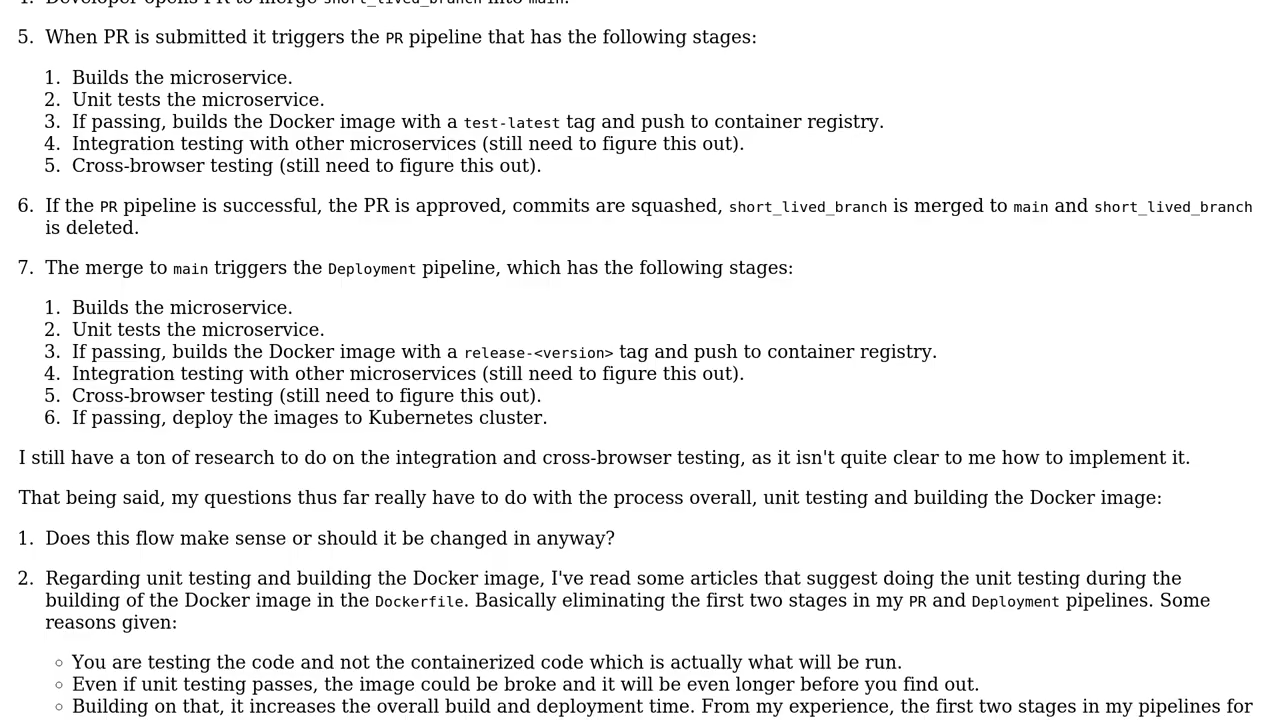 4. Developer opens PR to merge short_lived_branch into main.
5. When PR is submitted it triggers the PR pipeline that has the following stages:
1. Builds the microservice.
2. Unit tests the microservice.
3. If passing, builds the Docker image with a test-latest tag and push to container registry.
4. Integration testing with other microservices (still need to figure this out).
5. Cross-browser testing (still need to figure this out).
6. If the PR pipeline is successful, the PR is approved, commits are squashed, short_lived_branch is merged to main and short_lived_branch
is deleted.
7. The merge to main triggers the Deployment pipeline, which has the following stages:
1. Builds the microservice.
2. Unit tests the microservice.
3. If passing, builds the Docker image with a release-<version> tag and push to container registry.
4. Integration testing with other microservices (still need to figure this out).
5. Cross-browser testing (still need to figure this out).
6. If passing, deploy the images to Kubernetes cluster.
I still have a ton of research to do on the integration and cross-browser testing, as it isn't quite clear to me how to implement it.
That being said, my questions thus far really have to do with the process overall, unit testing and building the Docker image:
1. Does this flow make sense or should it be changed in anyway?
2. Regarding unit testing and building the Docker image, I've read some articles that suggest doing the unit testing during the
building of the Docker image in the Dockerfile. Basically eliminating the first two stages in my PR and Deployment pipelines. Some
reasons given:
◦ You are testing the code and not the containerized code which is actually what will be run.
◦ Even if unit testing passes, the image could be broke and it will be even longer before you find out.
◦ Building on that, it increases the overall build and deployment time. From my experience, the first two stages in my pipelines for